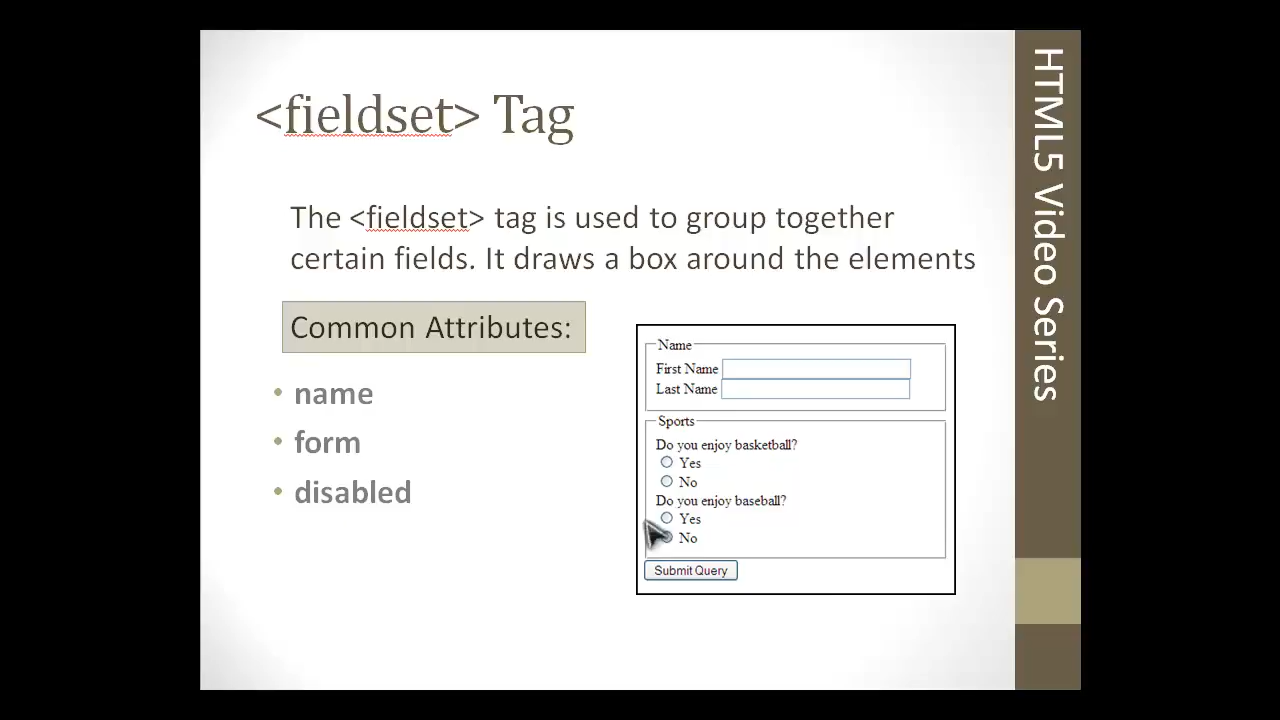 <fieldset> Tag
The <fieldset> tag is used to group together
certain fields. It draws a box around the elements
Common Attributes:
• name
• form
• disabled
Name
First Name
Last Name
Sports
Do you enjoy basketball?
Yes
No
Do you enjoy baseball?
Yes
No
Submit Query
HTML5 Video Series